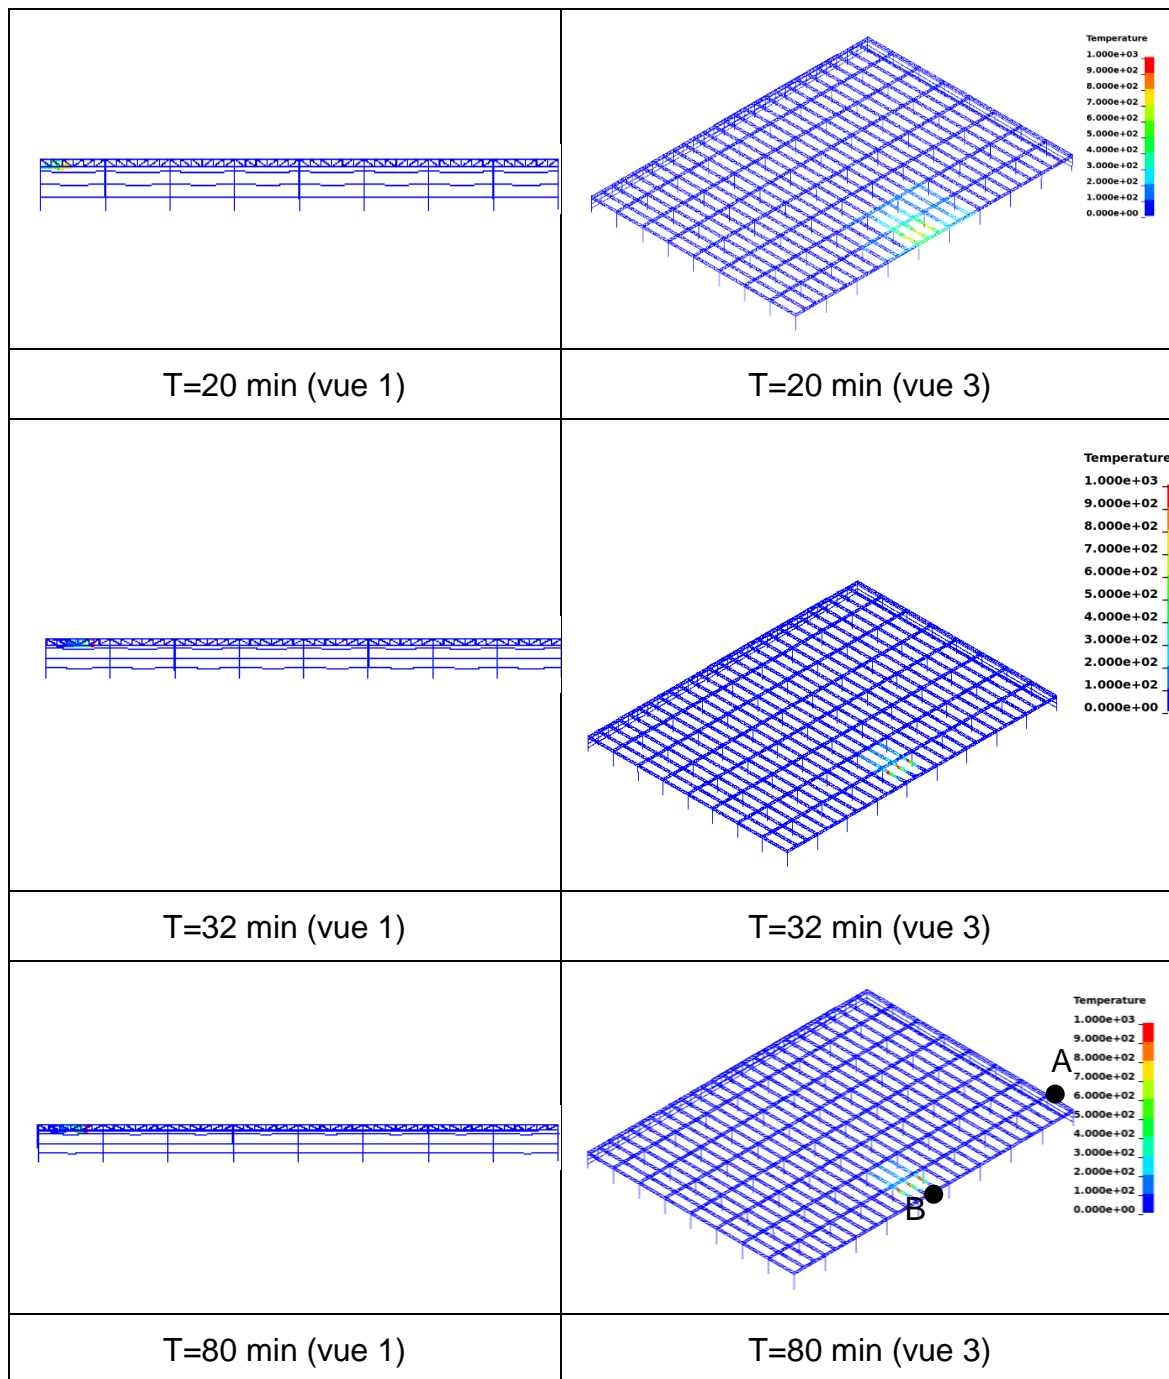 Temperature
1.000e+03
9.000e+02
8.000e+02
7.000e+02
6.000e+02
5.000e+02
4.000e+02
3.000e+02
2.000e+02
1.000e+02
0.000e+00
T=20 min (vue 1)
T=20 min (vue 3)
Temperature
1.000e+03
9.000e+02
8.000e+02
7.000e+02
6.000e+02
5.000e+02
4.000e+02
3.000e+02
2.000e+02
1.000e+02
0.000e+00
T=32 min (vue 1)
T=32 min (vue 3)
Temperature
1.000e+03
9.000e+02
8.000e+02
7.000e+02
6.000e+02
5.000e+02
4.000e+02
3.000e+02
2.000e+02
1.000e+02
0.000e+00
A
B
T=80 min (vue 1)
T=80 min (vue 3)